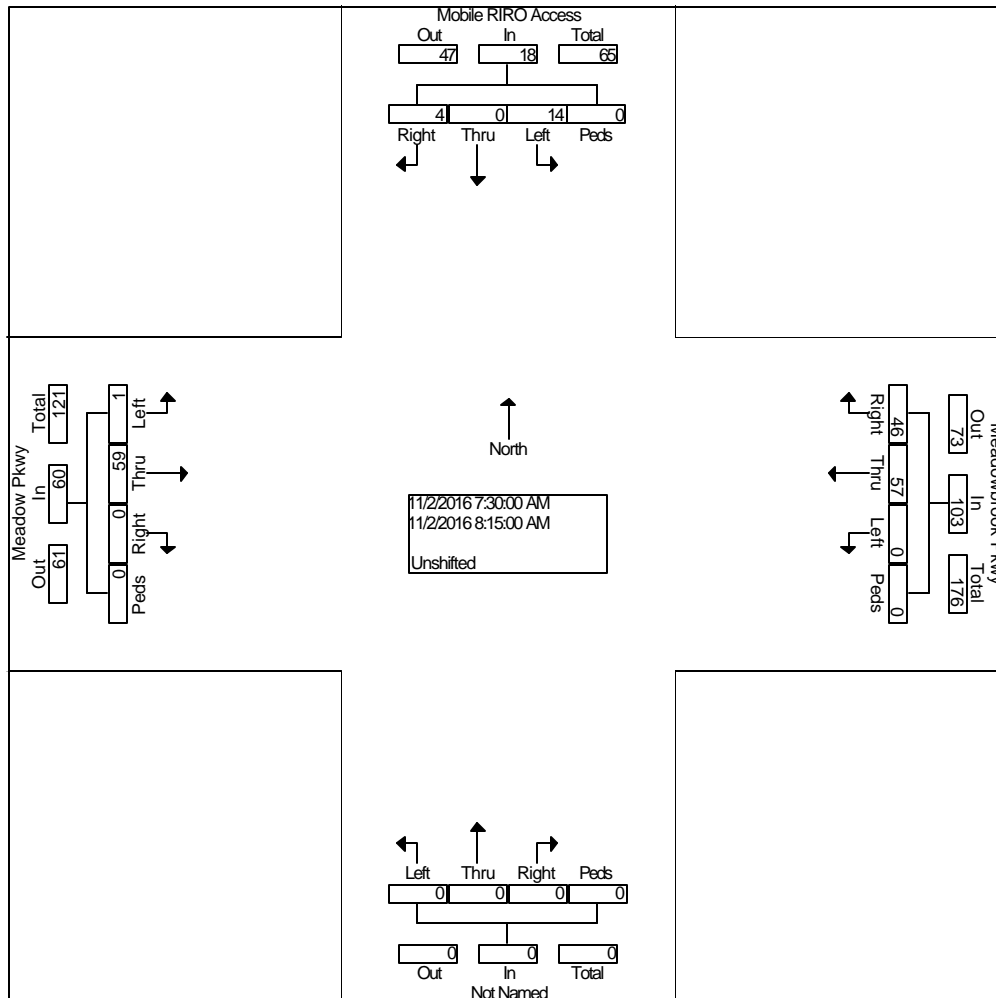 Mobile RIRO Access
Out In Total
47 18 65
4 0 14 0
Right Thru Left Peds
Meadow Pkwy
Total In Out
121 60 61
1 59 0 0
Left Thru Right Peds
North
11/2/2016 7:30:00 AM
11/2/2016 8:15:00 AM
Unshifted
Right Thru Left Peds
46 57 0 0
73 103 176
Out In Total
Meadowbrook Pkwy
Left Thru Right Peds
0 0 0 0
0 0 0
Out In Total
Not Named